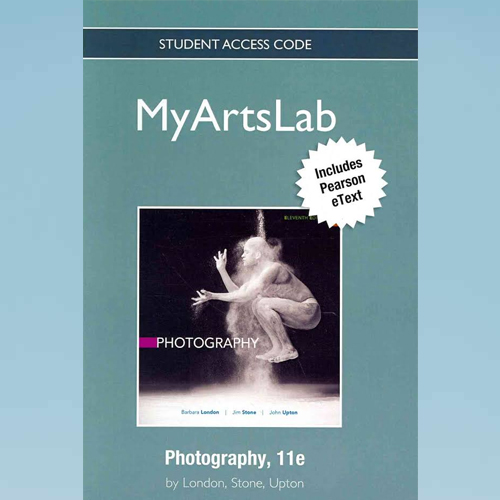 STUDENT ACCESS CODE
MyArtsLab
Includes
Pearson
eText
ELEVENTH
PHOTOGRAPHY
Barbara London | Jim Stone | John Upton
Photography, 11e
by London, Stone, Upton